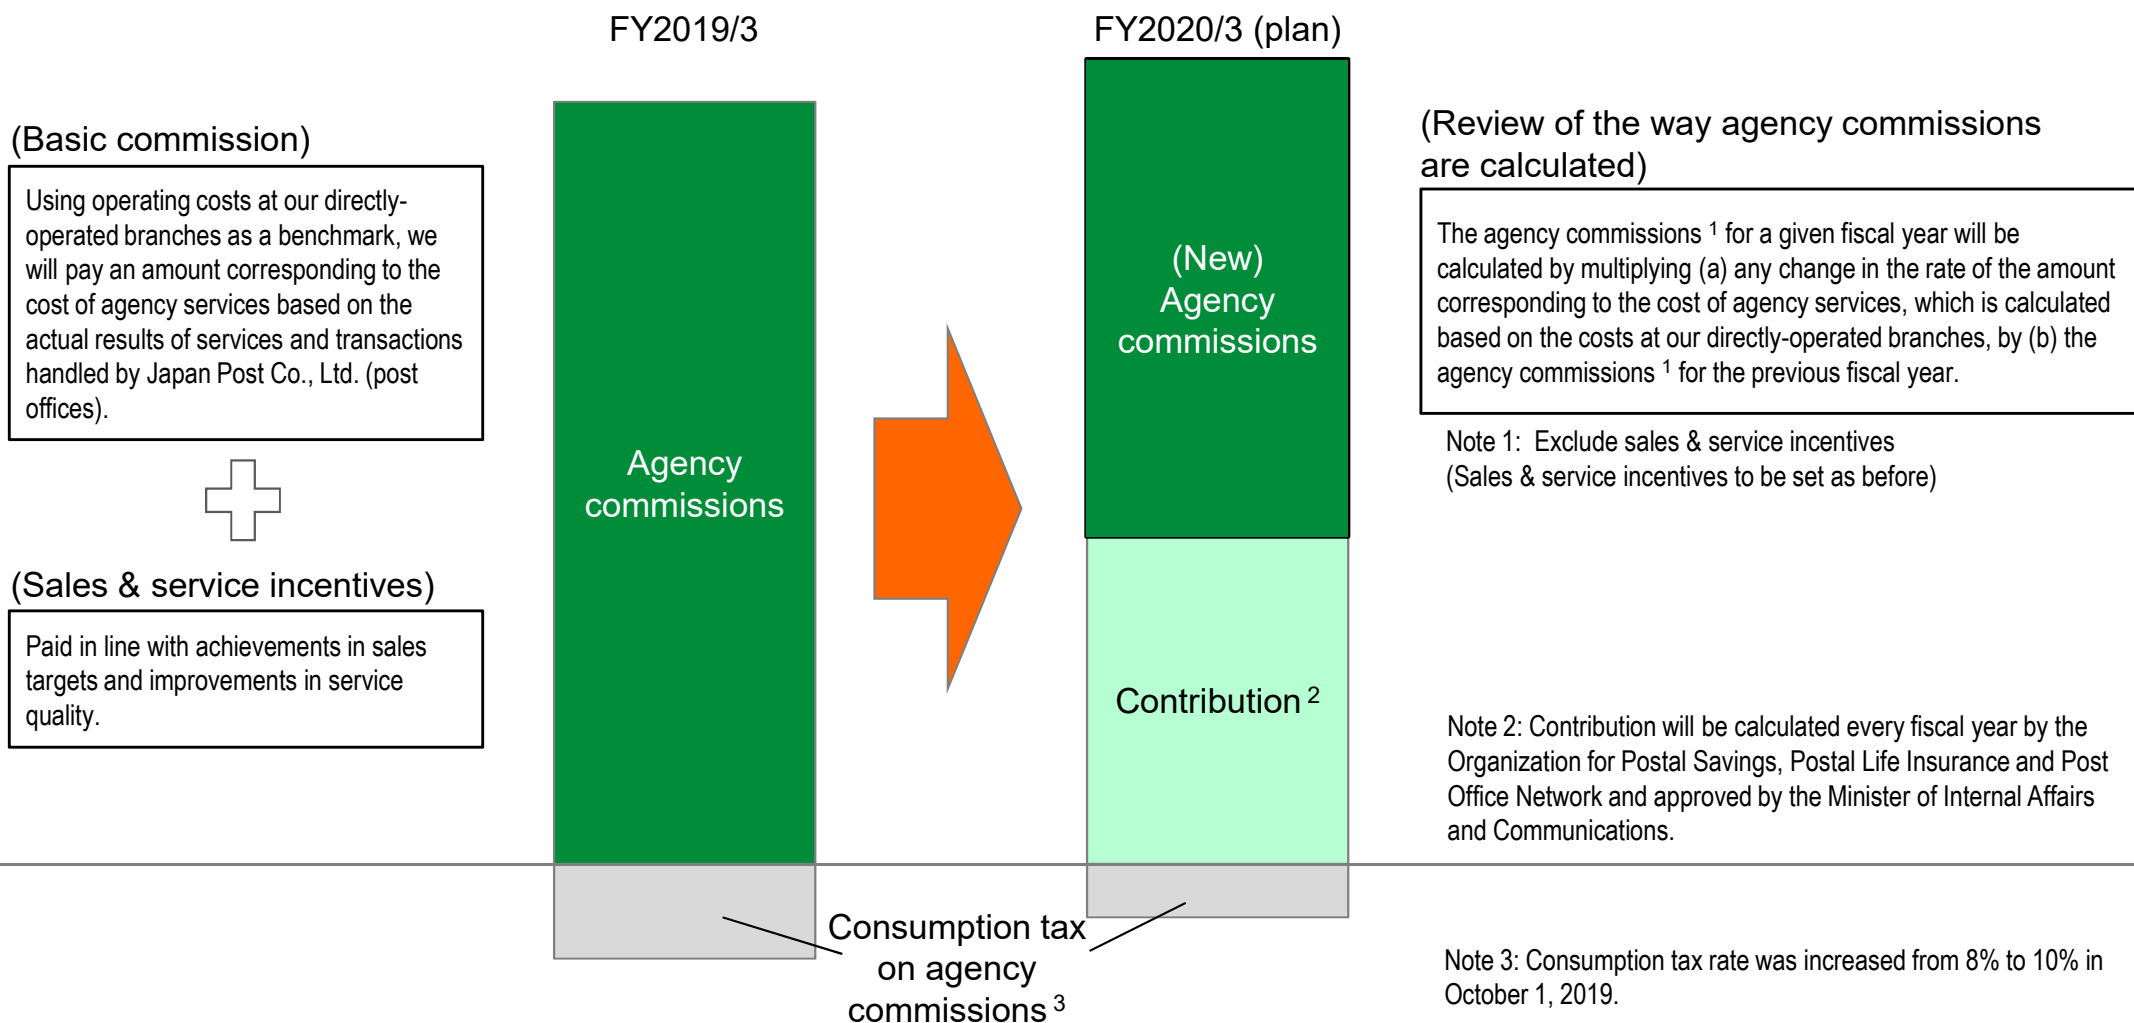 FY2019/3
FY2020/3 (plan)
(Basic commission)
Using operating costs at our directly-
operated branches as a benchmark, we
will pay an amount corresponding to the
cost of agency services based on the
actual results of services and transactions
handled by Japan Post Co., Ltd. (post
offices).
(Sales & service incentives)
Paid in line with achievements in sales
targets and improvements in service
quality.
Agency
commissions
(New)
Agency
commissions
Contribution 2
Consumption tax
on agency
commissions 3
(Review of the way agency commissions
are calculated)
The agency commissions 1 for a given fiscal year will be
calculated by multiplying (a) any change in the rate of the amount
corresponding to the cost of agency services, which is calculated
based on the costs at our directly-operated branches, by (b) the
agency commissions 1 for the previous fiscal year.
Note 1: Exclude sales & service incentives
(Sales & service incentives to be set as before)
Note 2: Contribution will be calculated every fiscal year by the
Organization for Postal Savings, Postal Life Insurance and Post
Office Network and approved by the Minister of Internal Affairs
and Communications.
Note 3: Consumption tax rate was increased from 8% to 10% in
October 1, 2019.